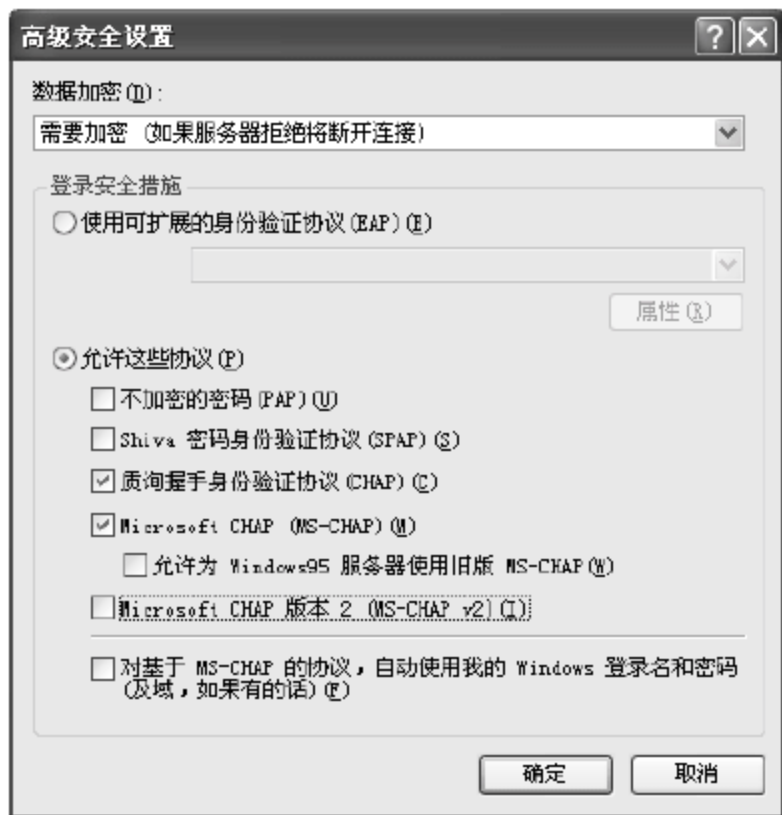 高级安全设置
数据加密(D):
需要加密 (如果服务器拒绝将断开连接)
登录安全措施
使用可扩展的身份验证协议(EAP)(E)
属性(R)
允许这些协议(P)
不加密的密码(PAP)(U)
Shiva 密码身份验证协议(SPAP)(S)
质询握手身份验证协议(CHAP)(C)
Microsoft CHAP (MS-CHAP)(M)
允许为 Windows95 服务器使用旧版 MS-CHAP(W)
Microsoft CHAP 版本 2 (MS-CHAP v2)(I)
对基于 MS-CHAP 的协议，自动使用我的 Windows 登录名和密码
(及域，如果有的话)(F)
确定
取消